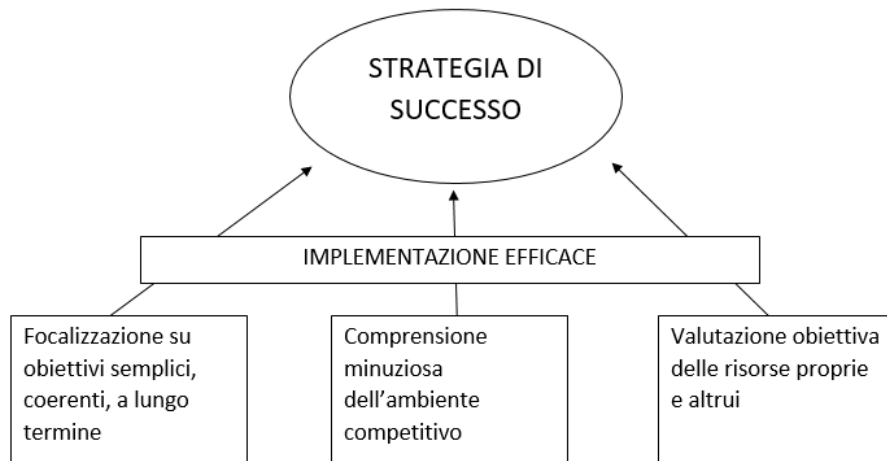 STRATEGIA DI
SUCCESSO
IMPLEMENTAZIONE EFFICACE
Focalizzazione su
obiettivi semplici,
coerenti, a lungo
termine
Comprensione
minuziosa
dell'ambiente
competitivo
Valutazione obiettiva
delle risorse proprie
e altrui